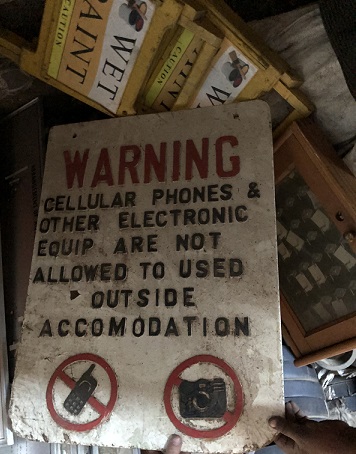 CAUTION
WET
PAINT
CAUTION
WET
WARNING
CELLULAR PHONES &
OTHER ELECTRONIC
EQUIP ARE NOT
ALLOWED TO USED
OUTSIDE
ACCOMODATION